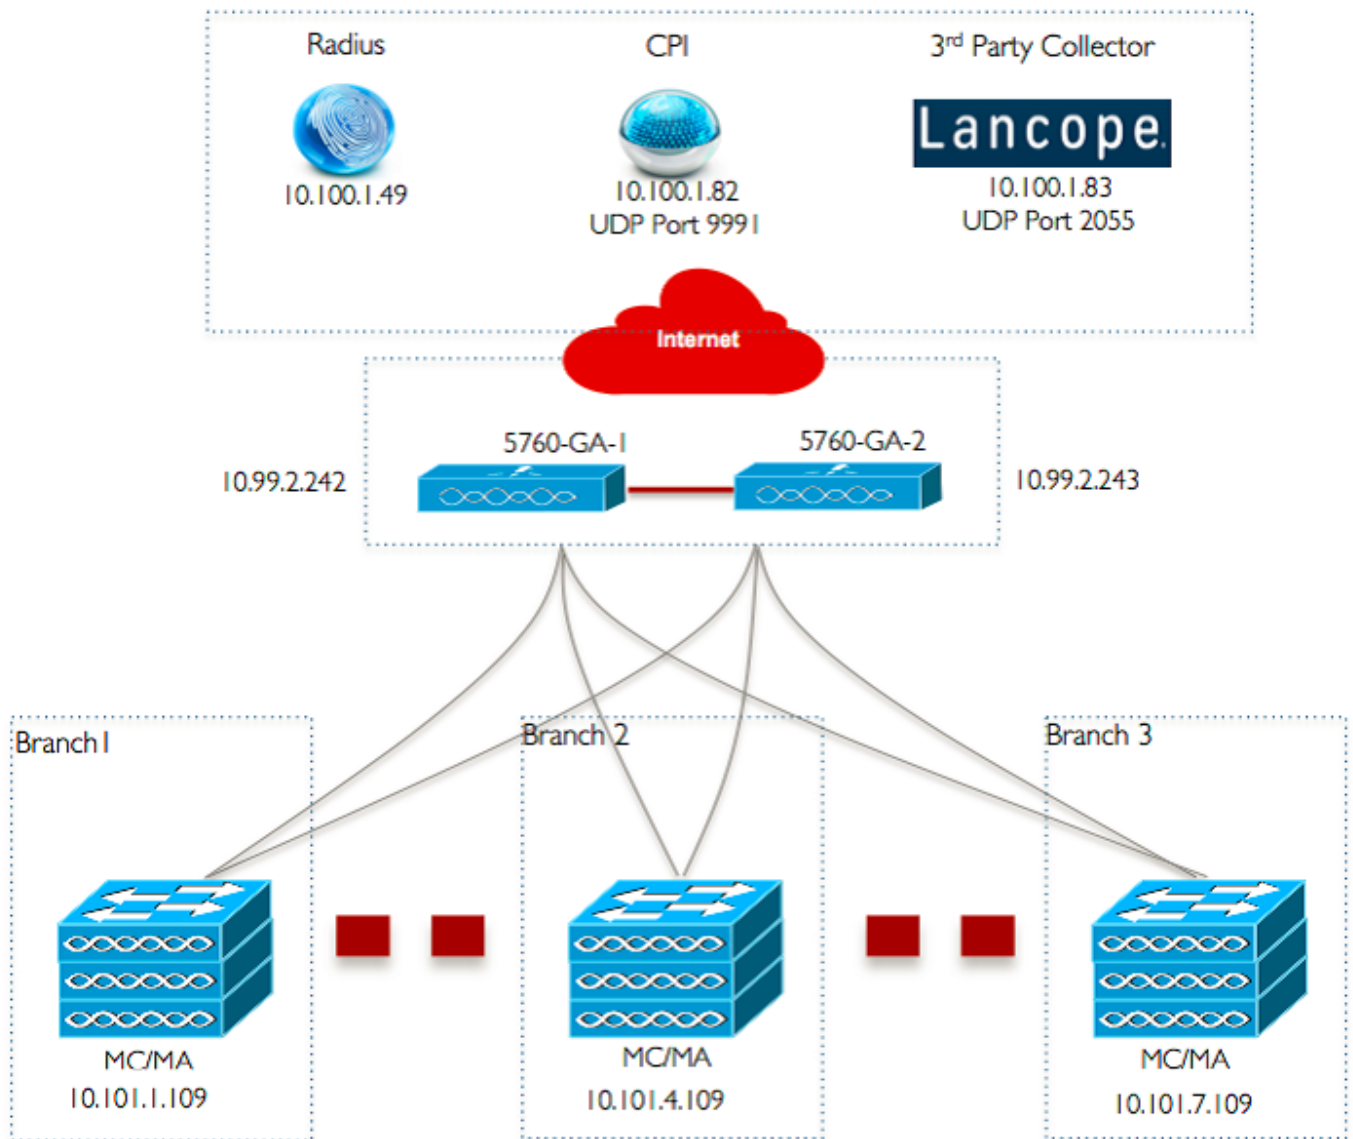 Radius
CPI
3rd Party Collector
Lancope.
10.100.1.49
10.100.1.82
UDP Port 9991
10.100.1.83
UDP Port 2055
Internet
5760-GA-1
5760-GA-2
10.99.2.242
10.99.2.243
Branch1
Branch 2
Branch 3
MC/MA
10.101.1.109
MC/MA
10.101.4.109
MC/MA
10.101.7.109